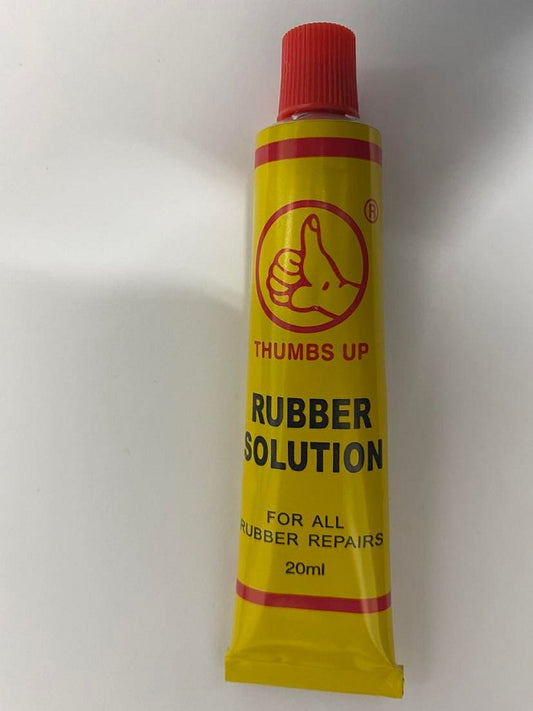 ®
THUMBS UP
RUBBER
SOLUTION
FOR ALL
RUBBER REPAIRS
20ml